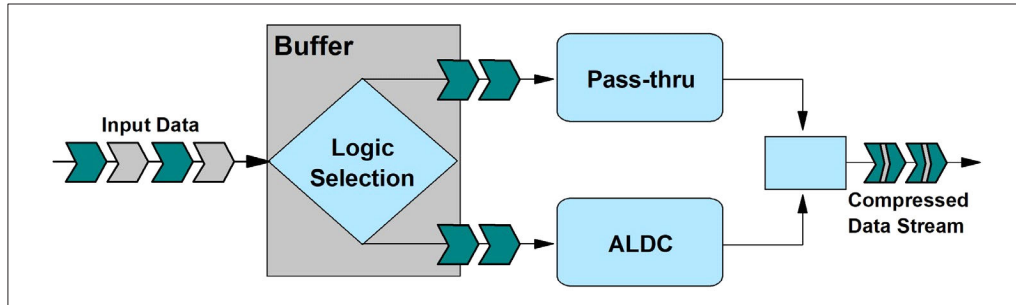 Buffer
Input Data
Logic
Selection
Pass-thru
ALDC
Compressed
Data Stream